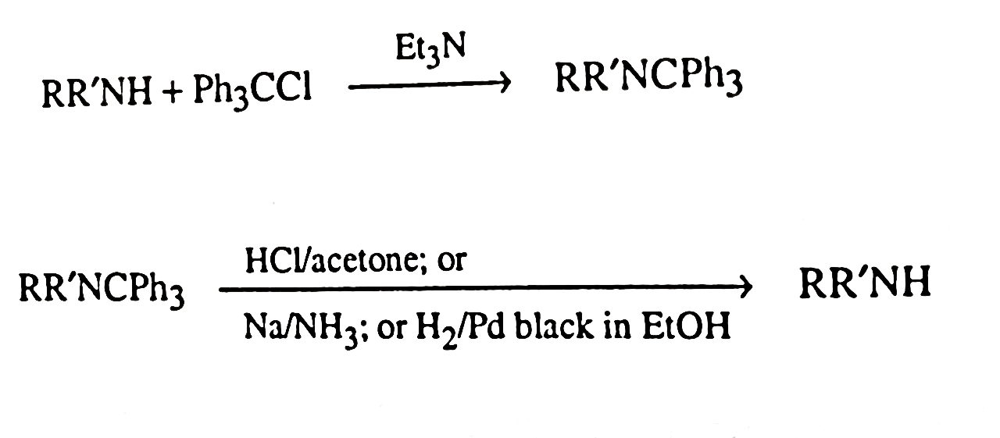 Et₃N
RR′NH + Ph₃CCl ⟶ RR′NCPh₃
HCl/acetone; or
RR′NCPh₃ ⟶ RR′NH
Na/NH₃; or H₂/Pd black in EtOH